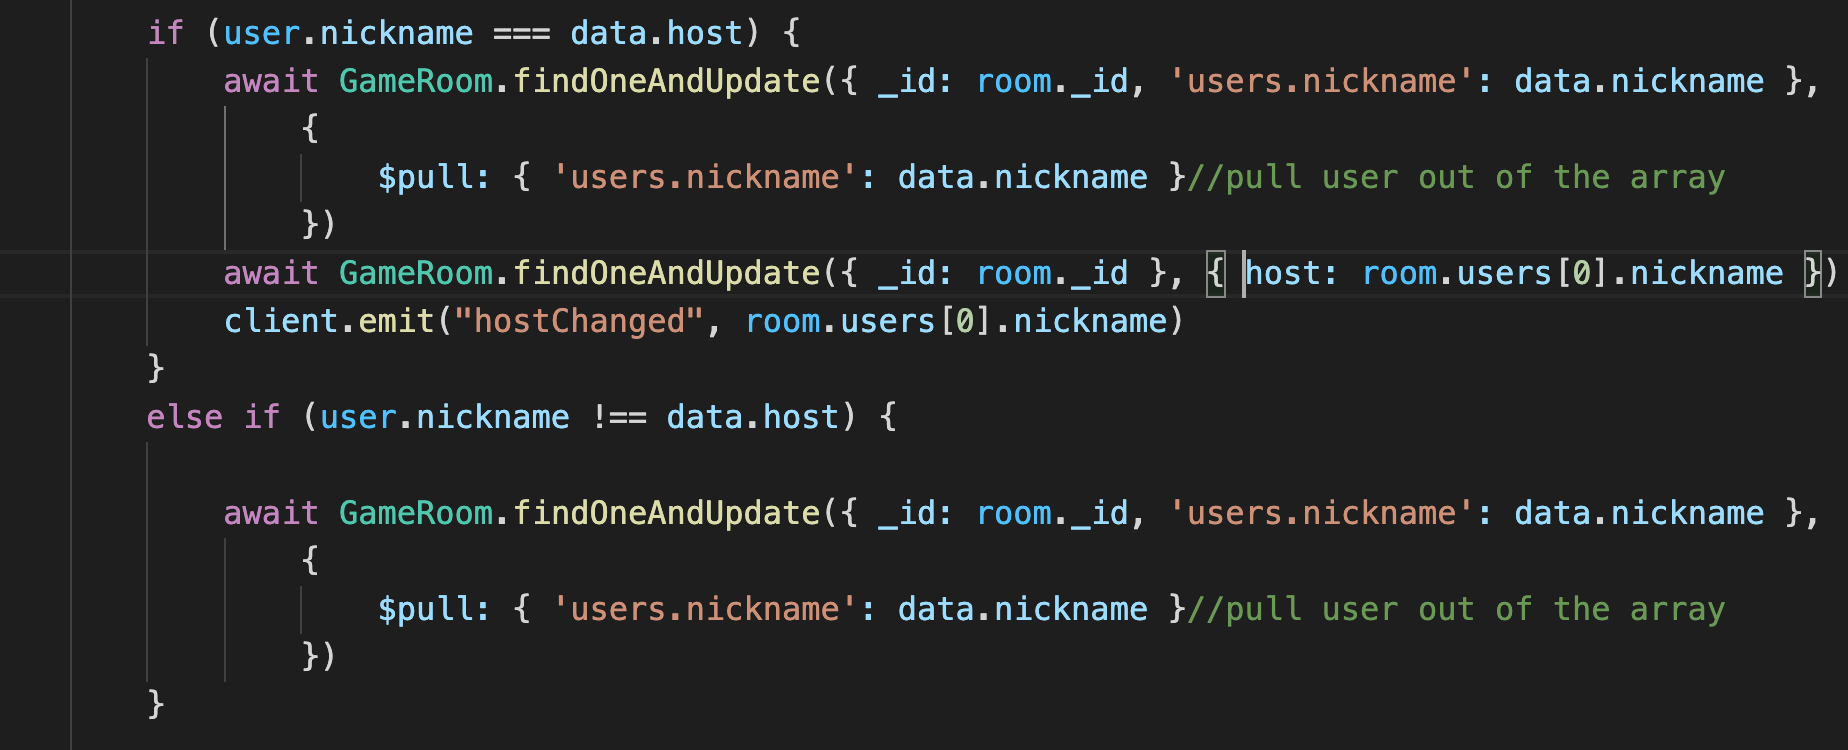 if (user.nickname === data.host) {
await GameRoom.findOneAndUpdate({ _id: room._id, 'users.nickname': data.nickname },
{
$pull: { 'users.nickname': data.nickname }//pull user out of the array
})
await GameRoom.findOneAndUpdate({ _id: room._id }, { host: room.users[0].nickname })
client.emit("hostChanged", room.users[0].nickname)
}
else if (user.nickname !== data.host) {
await GameRoom.findOneAndUpdate({ _id: room._id, 'users.nickname': data.nickname },
{
$pull: { 'users.nickname': data.nickname }//pull user out of the array
})
}